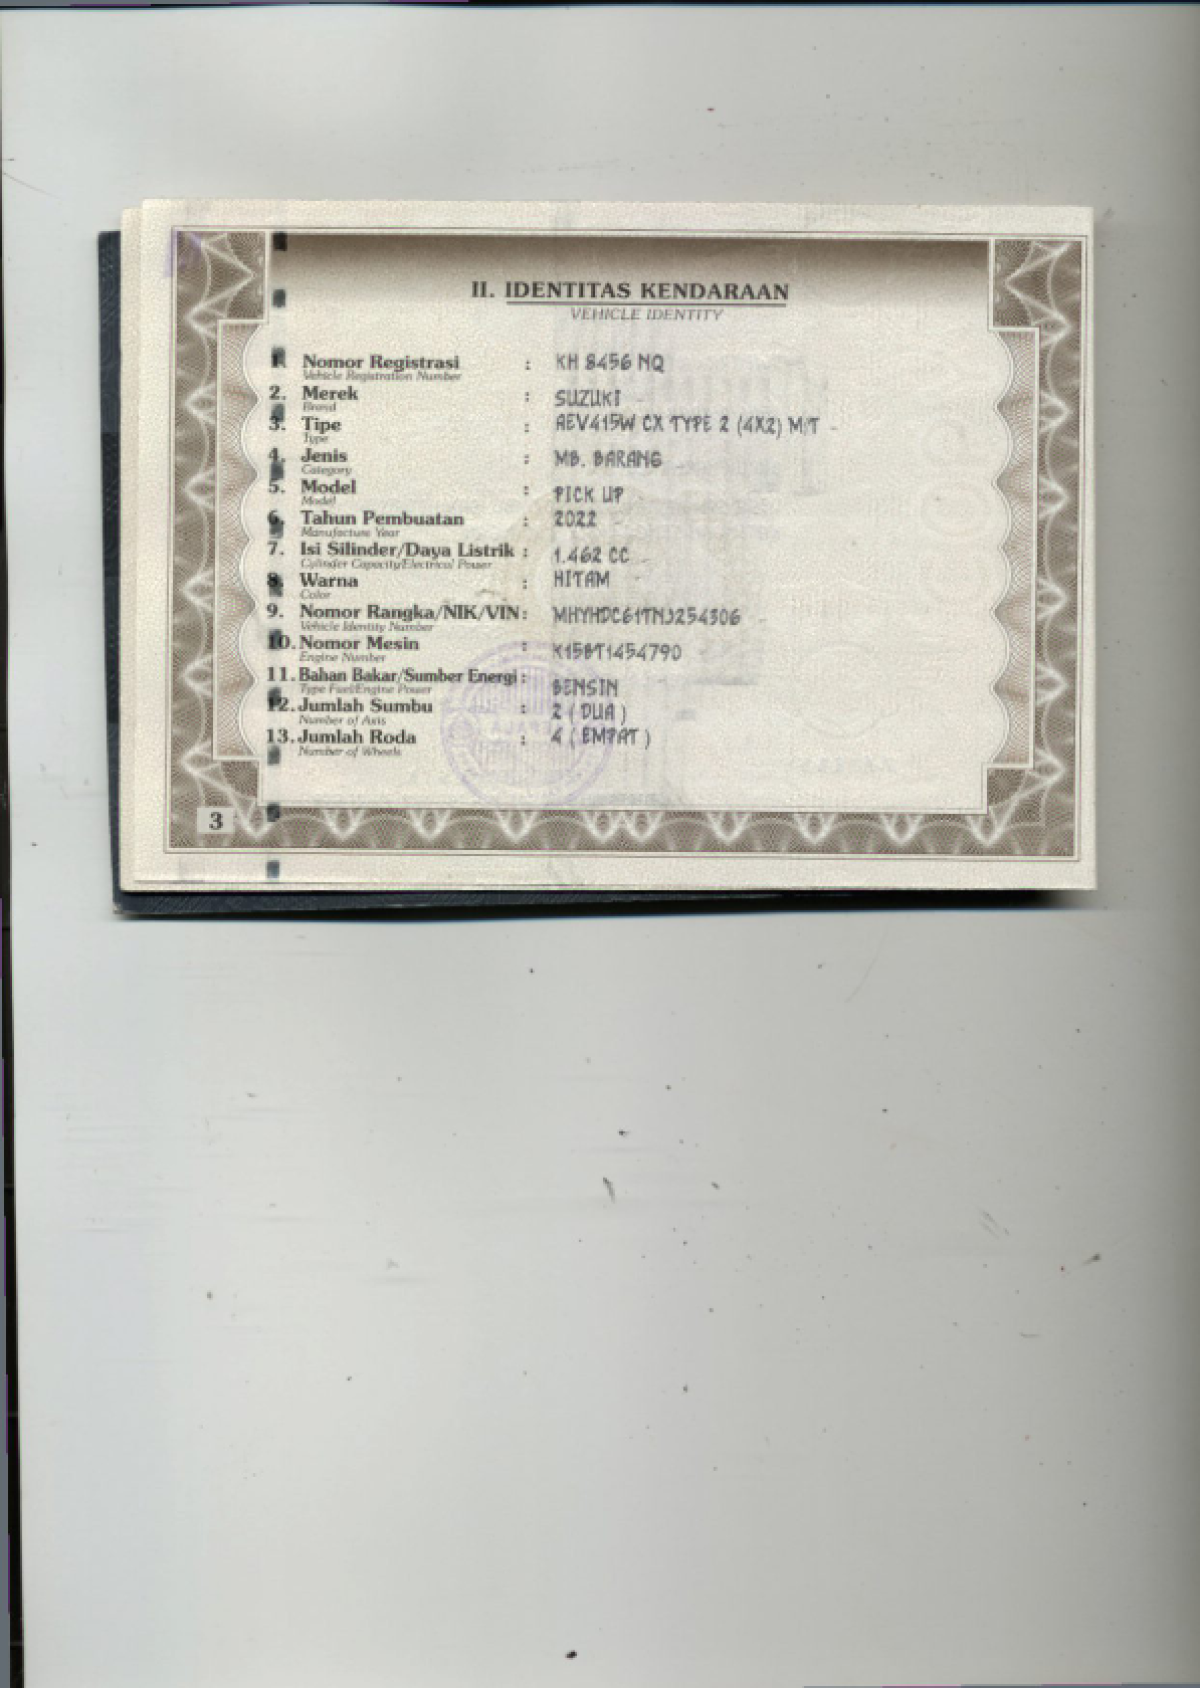 II. IDENTITAS KENDARAAN
VEHICLE IDENTITY
1. Nomor Registrasi : KH 8456 NQ
Vehicle Registration Number
2. Merek : SUZUKI
Brand
3. Tipe : AEV415W CX TYPE 2 (4X2) M/T
Type
4. Jenis : MB. BARANG
Category
5. Model : PICK UP
Model
6. Tahun Pembuatan : 2022
Manufacture Year
7. Isi Silinder/Daya Listrik : 1.462 CC
Cylinder Capacity/Electrical Power
8. Warna : HITAM
Color
9. Nomor Rangka/NIK/VIN : MHYHDC61TNJ254306
Vehicle Identity Number
10. Nomor Mesin : K15BT1454790
Engine Number
11. Bahan Bakar/Sumber Energi : BENSIN
Type Fuel/Engine Power
12. Jumlah Sumbu : 2 ( DUA )
Number of Axis
13. Jumlah Roda : 4 ( EMPAT )
Number of Wheels
3